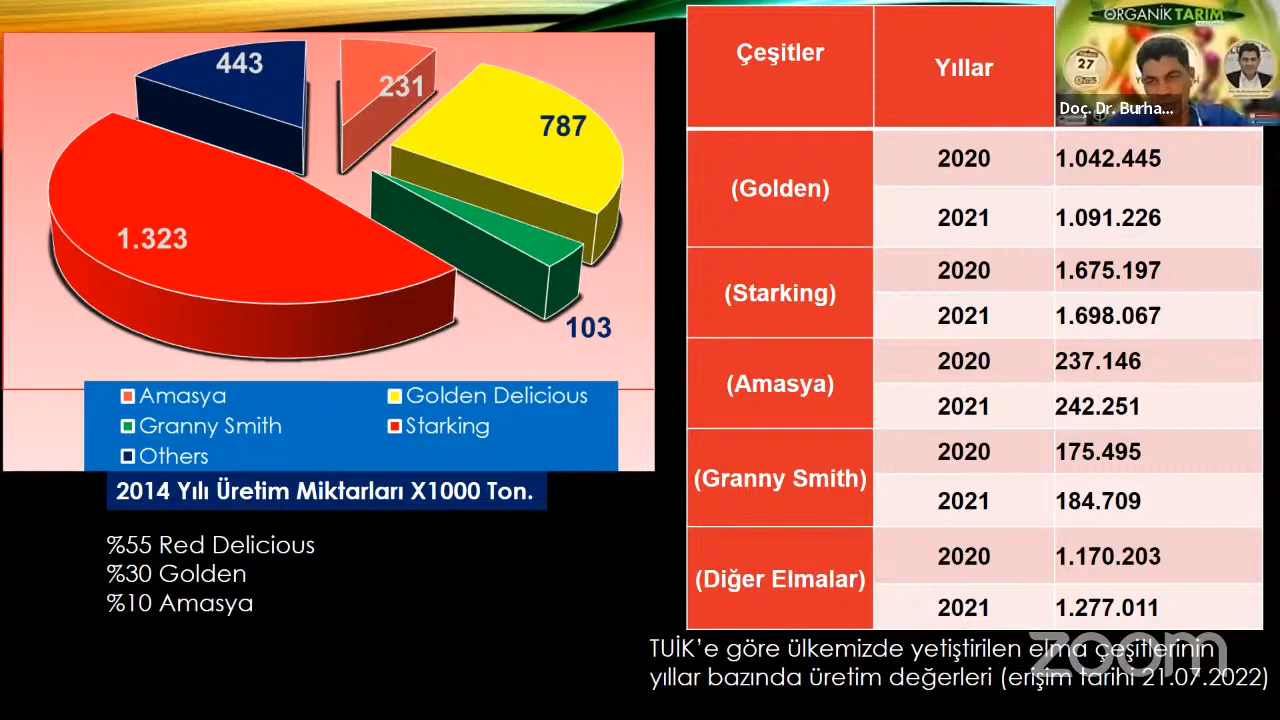 443
231
787
1.323
103
Amasya
Golden Delicious
Granny Smith
Starking
Others
2014 Yılı Üretim Miktarları X1000 Ton.
%55 Red Delicious
%30 Golden
%10 Amasya
Çeşitler
Yıllar
ORGANİK TARIM
27
Doç. Dr. Burha...
(Golden)
2020
1.042.445
2021
1.091.226
(Starking)
2020
1.675.197
2021
1.698.067
(Amasya)
2020
237.146
2021
242.251
(Granny Smith)
2020
175.495
2021
184.709
(Diğer Elmalar)
2020
1.170.203
2021
1.277.011
TUİK’e göre ülkemizde yetiştirilen elma çeşitlerinin
yıllar bazında üretim değerleri (erişim tarihi 21.07.2022)
zoom